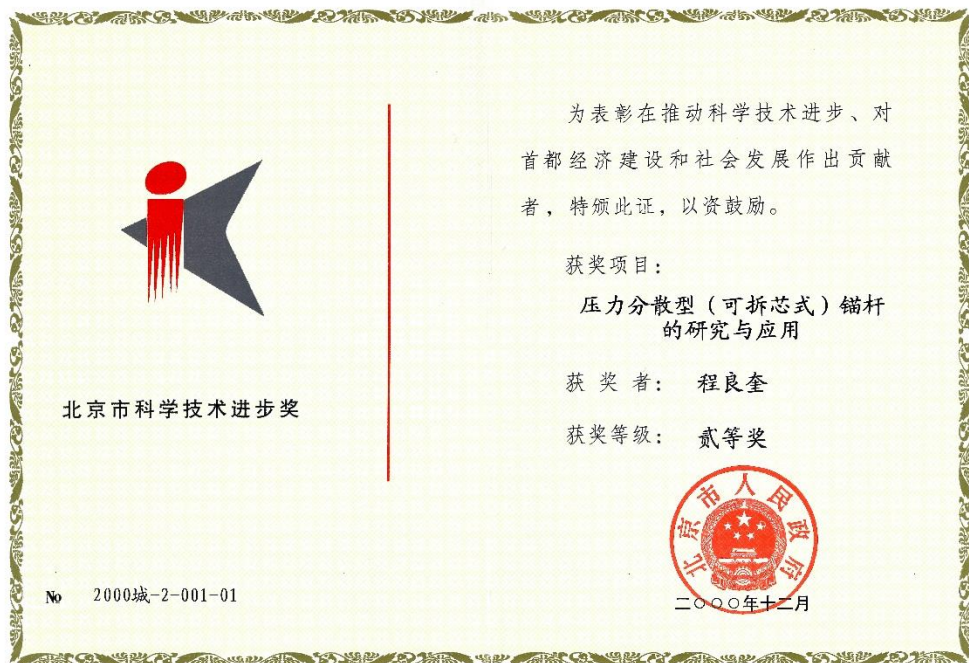 北京市科学技术进步奖
No 2000城-2-001-01
为表彰在推动科学技术进步、对
首都经济建设和社会发展作出贡献
者，特颁此证，以资鼓励。
获奖项目：
压力分散型（可拆芯式）锚杆
的研究与应用
获奖者： 程良奎
获奖等级： 贰等奖
北京市人民政府
二○○○年十二月